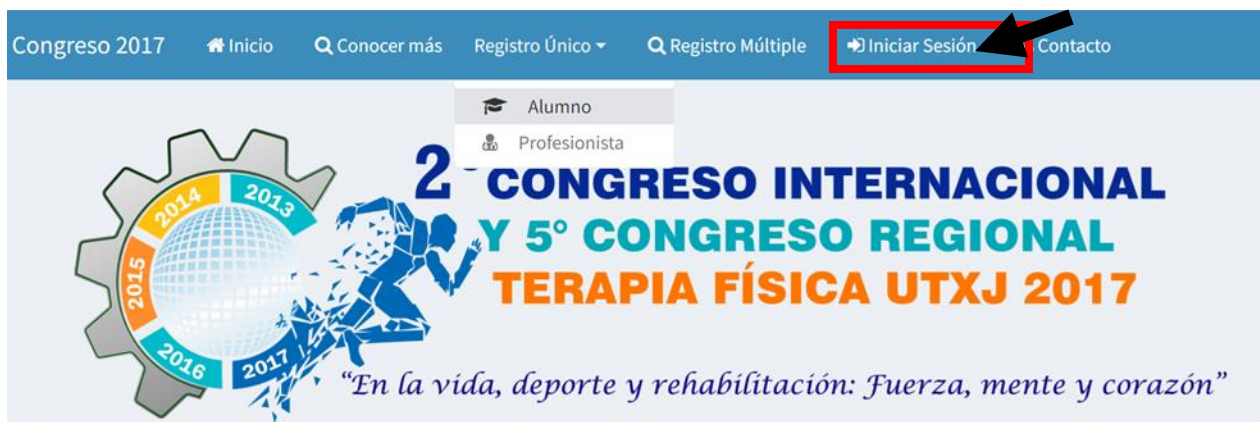 Congreso 2017 Inicio Conocer más Registro Único Registro Múltiple Iniciar Sesión Contacto
Alumno
Profesionista
2° CONGRESO INTERNACIONAL
Y 5° CONGRESO REGIONAL
TERAPIA FÍSICA UTXJ 2017
2013
2014
2015
2016
2017
“En la vida, deporte y rehabilitación: Fuerza, mente y corazón”